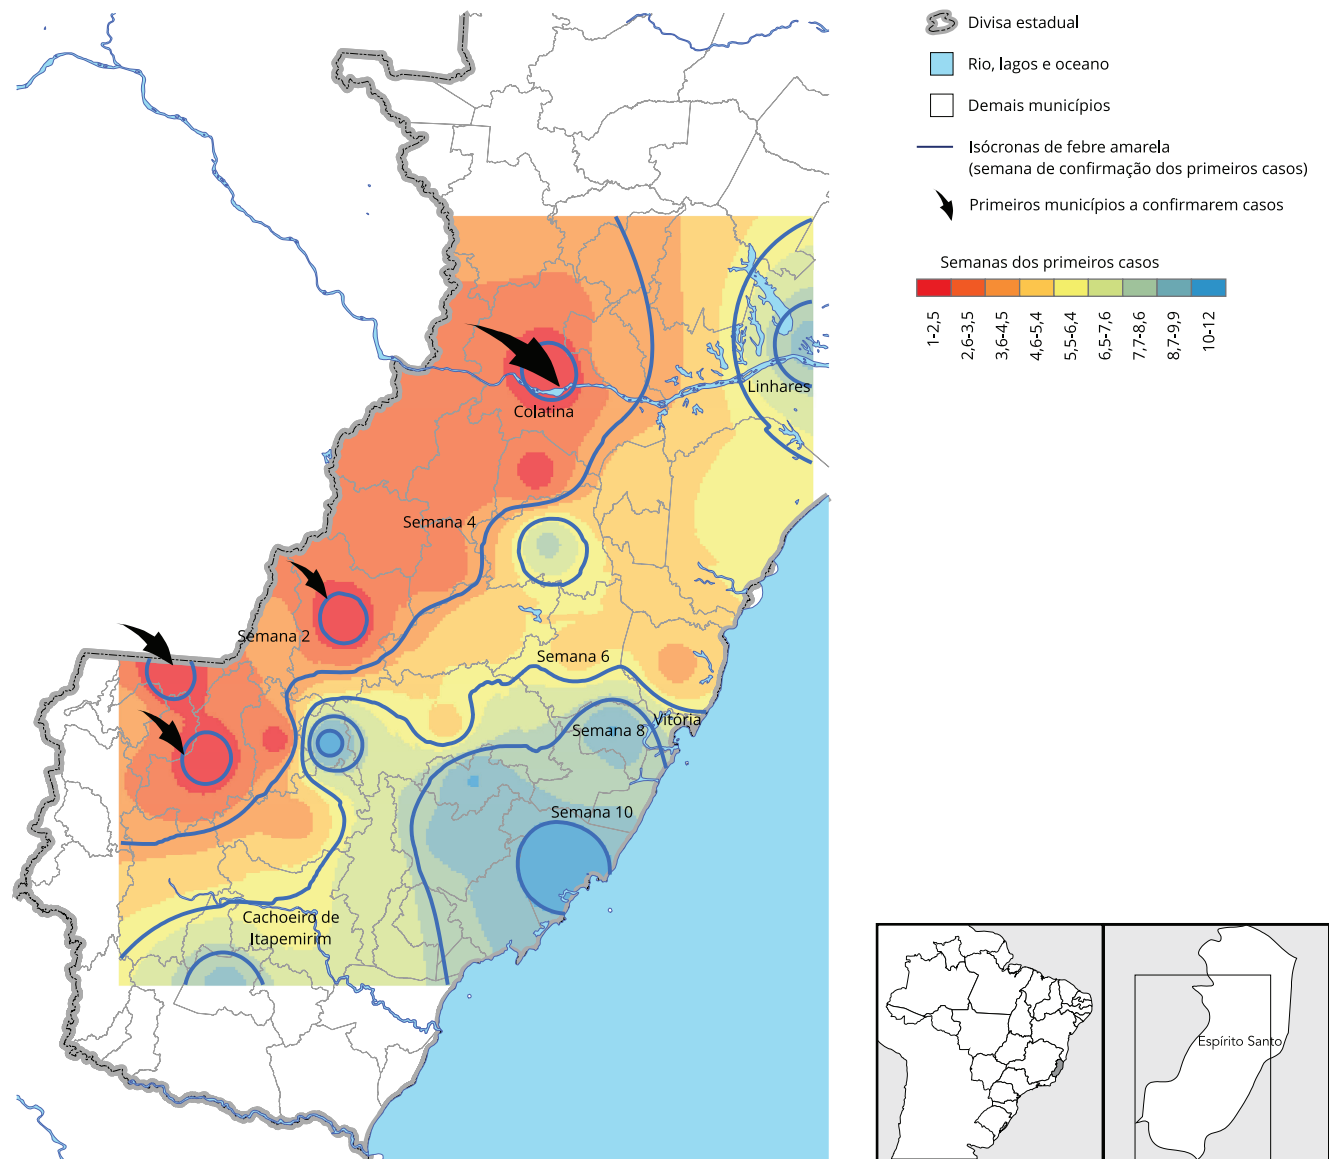 Divisa estadual
Rio, lagos e oceano
Demais municípios
Isócronas de febre amarela
(semana de confirmação dos primeiros casos)
Primeiros municípios a confirmarem casos
Semanas dos primeiros casos
1-2,5
2,6-3,5
3,6-4,5
4,6-5,4
5,5-6,4
6,5-7,6
7,7-8,6
8,7-9,9
10-12
Linhares
Colatina
Semana 4
Semana 2
Semana 6
Vitória
Semana 8
Semana 10
Cachoeiro de
Itapemirim
Espírito Santo